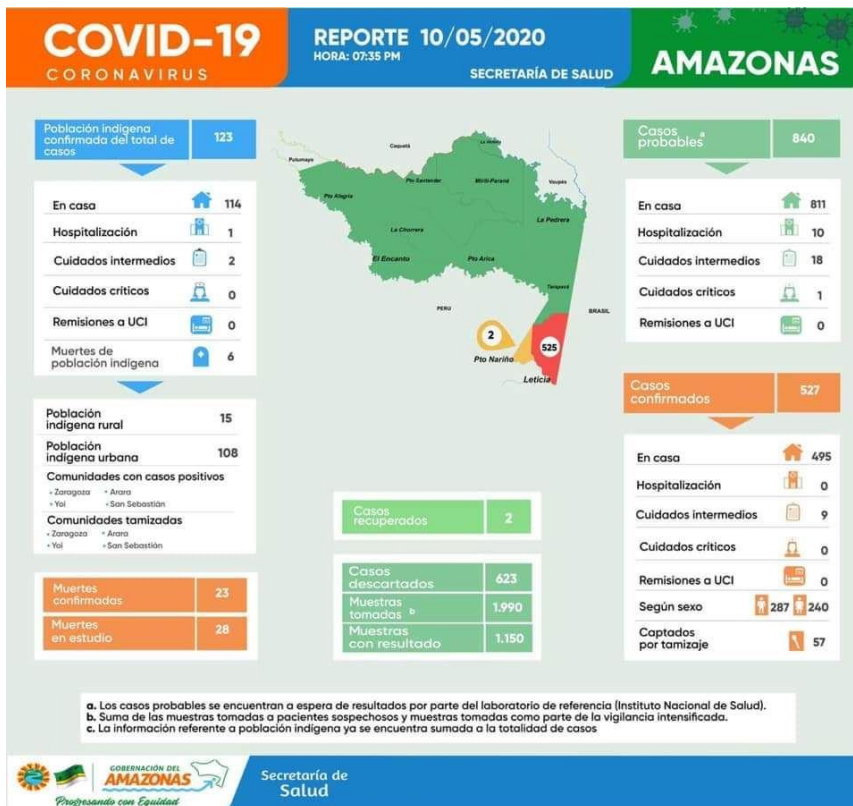 COVID-19
CORONAVIRUS
REPORTE 10/05/2020
HORA: 07:35 PM
SECRETARÍA DE SALUD
AMAZONAS
Población indígena
confirmada del total de
casos
123
En casa 114
Hospitalización 1
Cuidados intermedios 2
Cuidados críticos 0
Remisiones a UCI 0
Muertes de
población indígena 6
Población
indígena rural 15
Población
indígena urbana 108
Comunidades con casos positivos
• Zaragoza • Arara
• Yoi • San Sebastián
Comunidades tamizadas
• Zaragoza • Arara
• Yoi • San Sebastián
Muertes
confirmadas 23
Muertes
en estudio 28
Putumayo
Caquetá
Vaupés
Pto Alegría
Pto Santander
Miriti-Paraná
La Pedrera
La Chorrera
El Encanto
Pto Arica
Tarapacá
PERU
BRASIL
2
525
Pto Nariño
Leticia
Casos
recuperados 2
Casos
descartados 623
Muestras
tomadas b 1.990
Muestras
con resultado 1.150
Casos
probables a 840
En casa 811
Hospitalización 10
Cuidados intermedios 18
Cuidados críticos 1
Remisiones a UCI 0
Casos
confirmados 527
En casa 495
Hospitalización 0
Cuidados intermedios 9
Cuidados críticos 0
Remisiones a UCI 0
Según sexo 287 240
Captados
por tamizaje 57
a. Los casos probables se encuentran a espera de resultados por parte del laboratorio de referencia (Instituto Nacional de Salud).
b. Suma de las muestras tomadas a pacientes sospechosos y muestras tomadas como parte de la vigilancia intensificada.
c. La información referente a población indígena ya se encuentra sumada a la totalidad de casos
GOBERNACIÓN DEL
AMAZONAS
Progresando con Equidad
Secretaría de
Salud